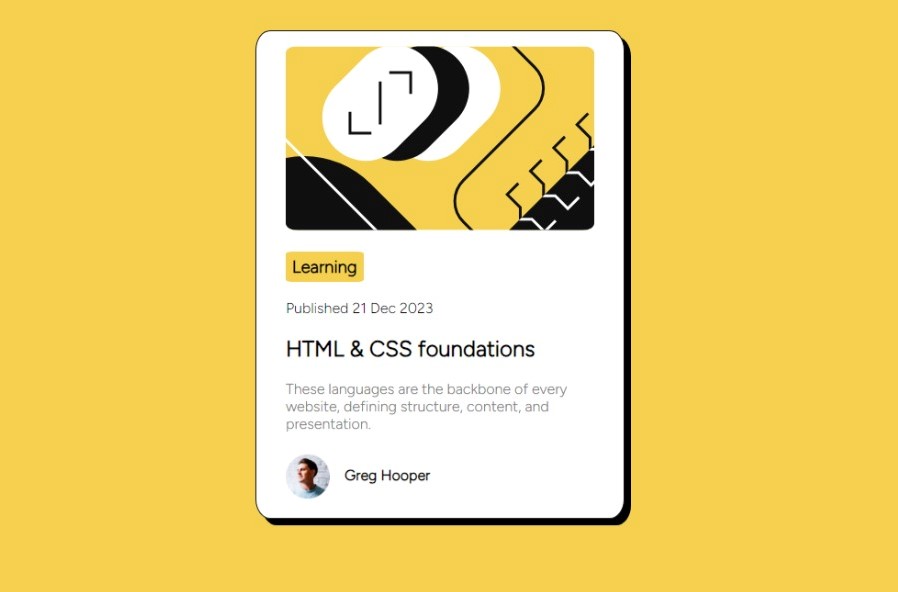 Learning
Published 21 Dec 2023
HTML & CSS foundations
These languages are the backbone of every
website, defining structure, content, and
presentation.
Greg Hooper